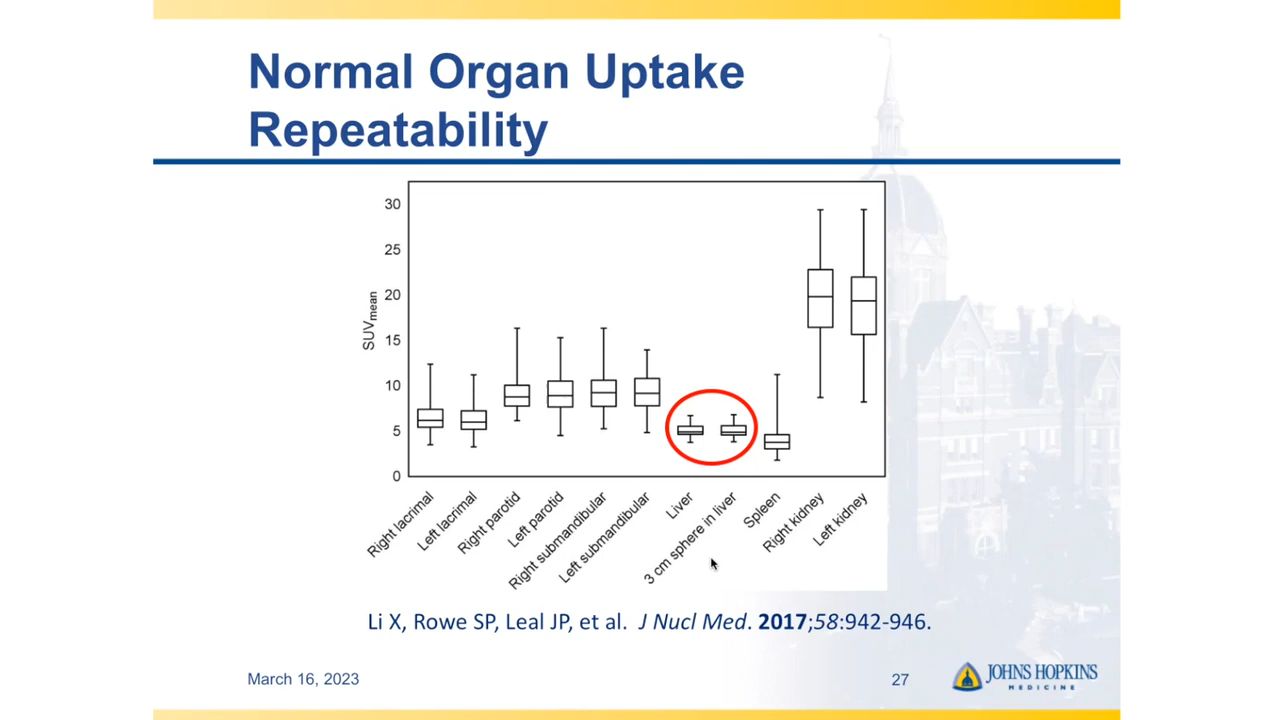 Normal Organ Uptake
Repeatability
SUVmean
30
25
20
15
10
5
0
Right lacrimal
Left lacrimal
Right parotid
Left parotid
Right submandibular
Left submandibular
Liver
3 cm sphere in liver
Spleen
Right kidney
Left kidney
Li X, Rowe SP, Leal JP, et al. J Nucl Med. 2017;58:942-946.
March 16, 2023
27
JOHNS HOPKINS
MEDICINE